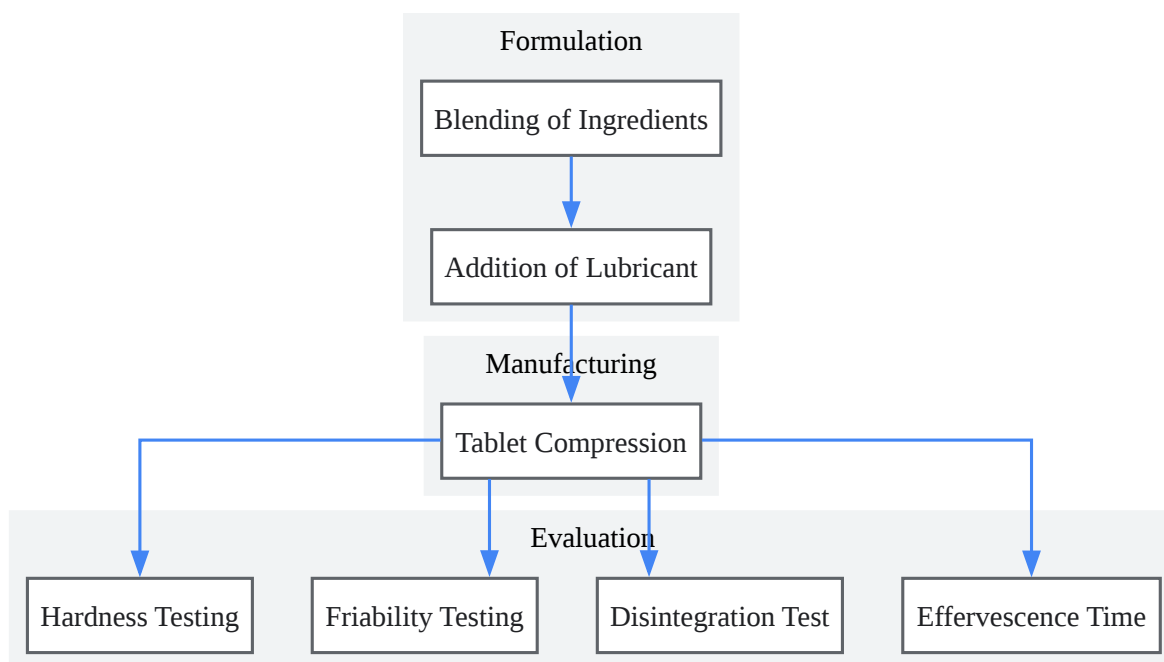 Formulation
Blending of Ingredients
Addition of Lubricant
Manufacturing
Tablet Compression
Evaluation
Hardness Testing
Friability Testing
Disintegration Test
Effervescence Time